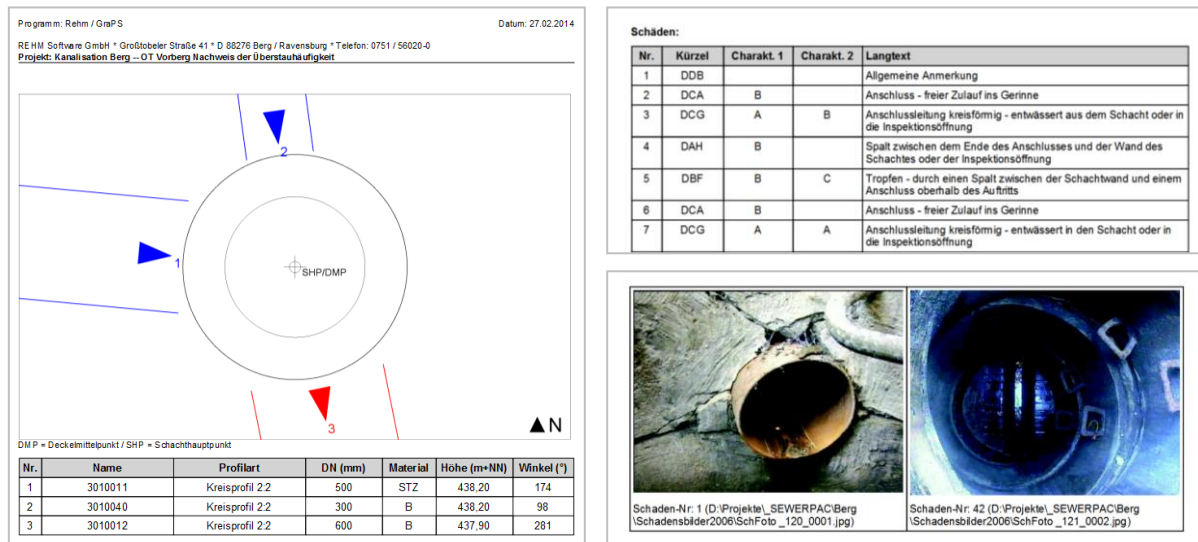 Programm: Rehm / GraPS Datum: 27.02.2014
REHM Software GmbH * Großtobeler Straße 41 * D 88276 Berg / Ravensburg * Telefon: 0751 / 56020-0
Projekt: Kanalisation Berg -- OT Vorberg Nachweis der Überstauhäufigkeit
2
1
SHP/DMP
3
N
DMP = Deckelmittelpunkt / SHP = Schachthauptpunkt
Nr. Name Profilart DN (mm) Material Höhe (m+NN) Winkel (°)
1 3010011 Kreisprofil 2:2 500 STZ 438,20 174
2 3010040 Kreisprofil 2:2 300 B 438,20 98
3 3010012 Kreisprofil 2:2 600 B 437,90 281
Schäden:
Nr. Kürzel Charakt. 1 Charakt. 2 Langtext
1 DDB Allgemeine Anmerkung
2 DCA B Anschluss - freier Zulauf ins Gerinne
3 DCG A B Anschlussleitung kreisförmig - entwässert aus dem Schacht oder in
die Inspektionsöffnung
4 DAH B Spalt zwischen dem Ende des Anschlusses und der Wand des
Schachtes oder der Inspektionsöffnung
5 DBF B C Tropfen - durch einen Spalt zwischen der Schachtwand und einem
Anschluss oberhalb des Auftritts
6 DCA B Anschluss - freier Zulauf ins Gerinne
7 DCG A A Anschlussleitung kreisförmig - entwässert in den Schacht oder in
die Inspektionsöffnung
Schaden-Nr: 1 (D:\Projekte\_SEWERPAC\Berg
\Schadensbilder2006\SchFoto_120_0001.jpg)
Schaden-Nr: 42 (D:\Projekte\_SEWERPAC\Berg
\Schadensbilder2006\SchFoto_121_0002.jpg)